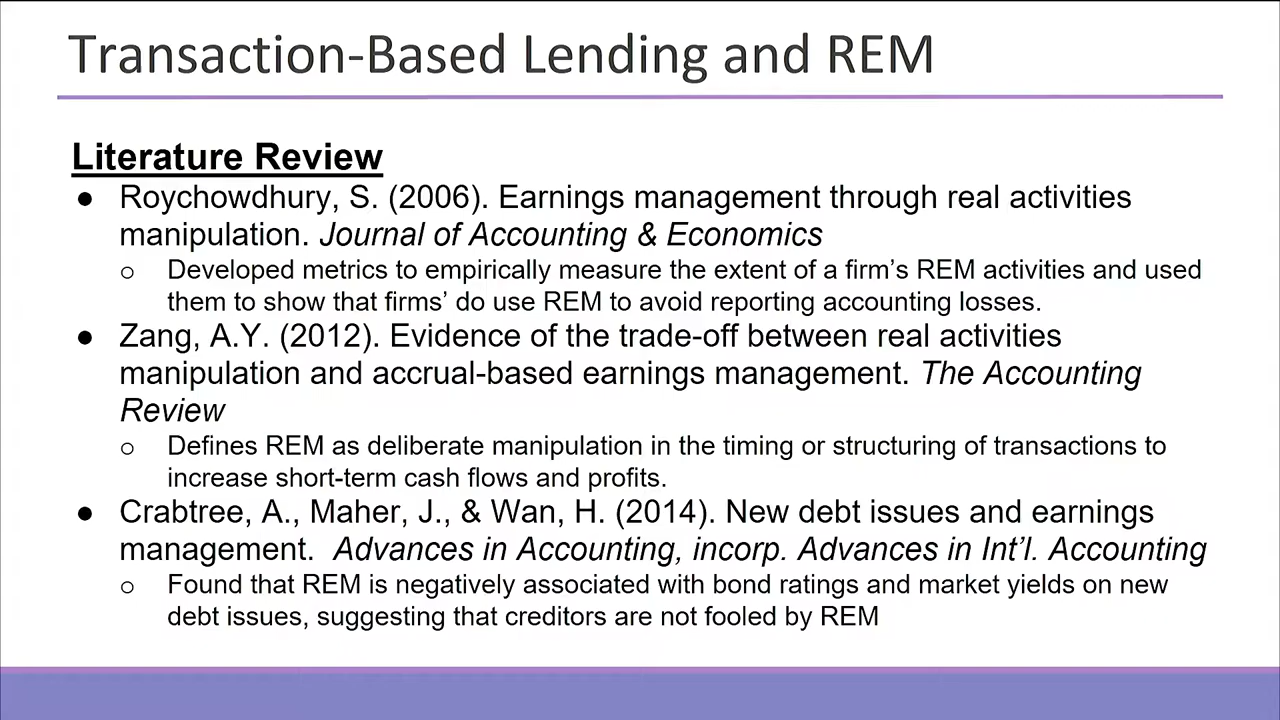 Transaction-Based Lending and REM
Literature Review
● Roychowdhury, S. (2006). Earnings management through real activities
manipulation. Journal of Accounting & Economics
○ Developed metrics to empirically measure the extent of a firm’s REM activities and used
them to show that firms’ do use REM to avoid reporting accounting losses.
● Zang, A.Y. (2012). Evidence of the trade-off between real activities
manipulation and accrual-based earnings management. The Accounting
Review
○ Defines REM as deliberate manipulation in the timing or structuring of transactions to
increase short-term cash flows and profits.
● Crabtree, A., Maher, J., & Wan, H. (2014). New debt issues and earnings
management. Advances in Accounting, incorp. Advances in Int’l. Accounting
○ Found that REM is negatively associated with bond ratings and market yields on new
debt issues, suggesting that creditors are not fooled by REM